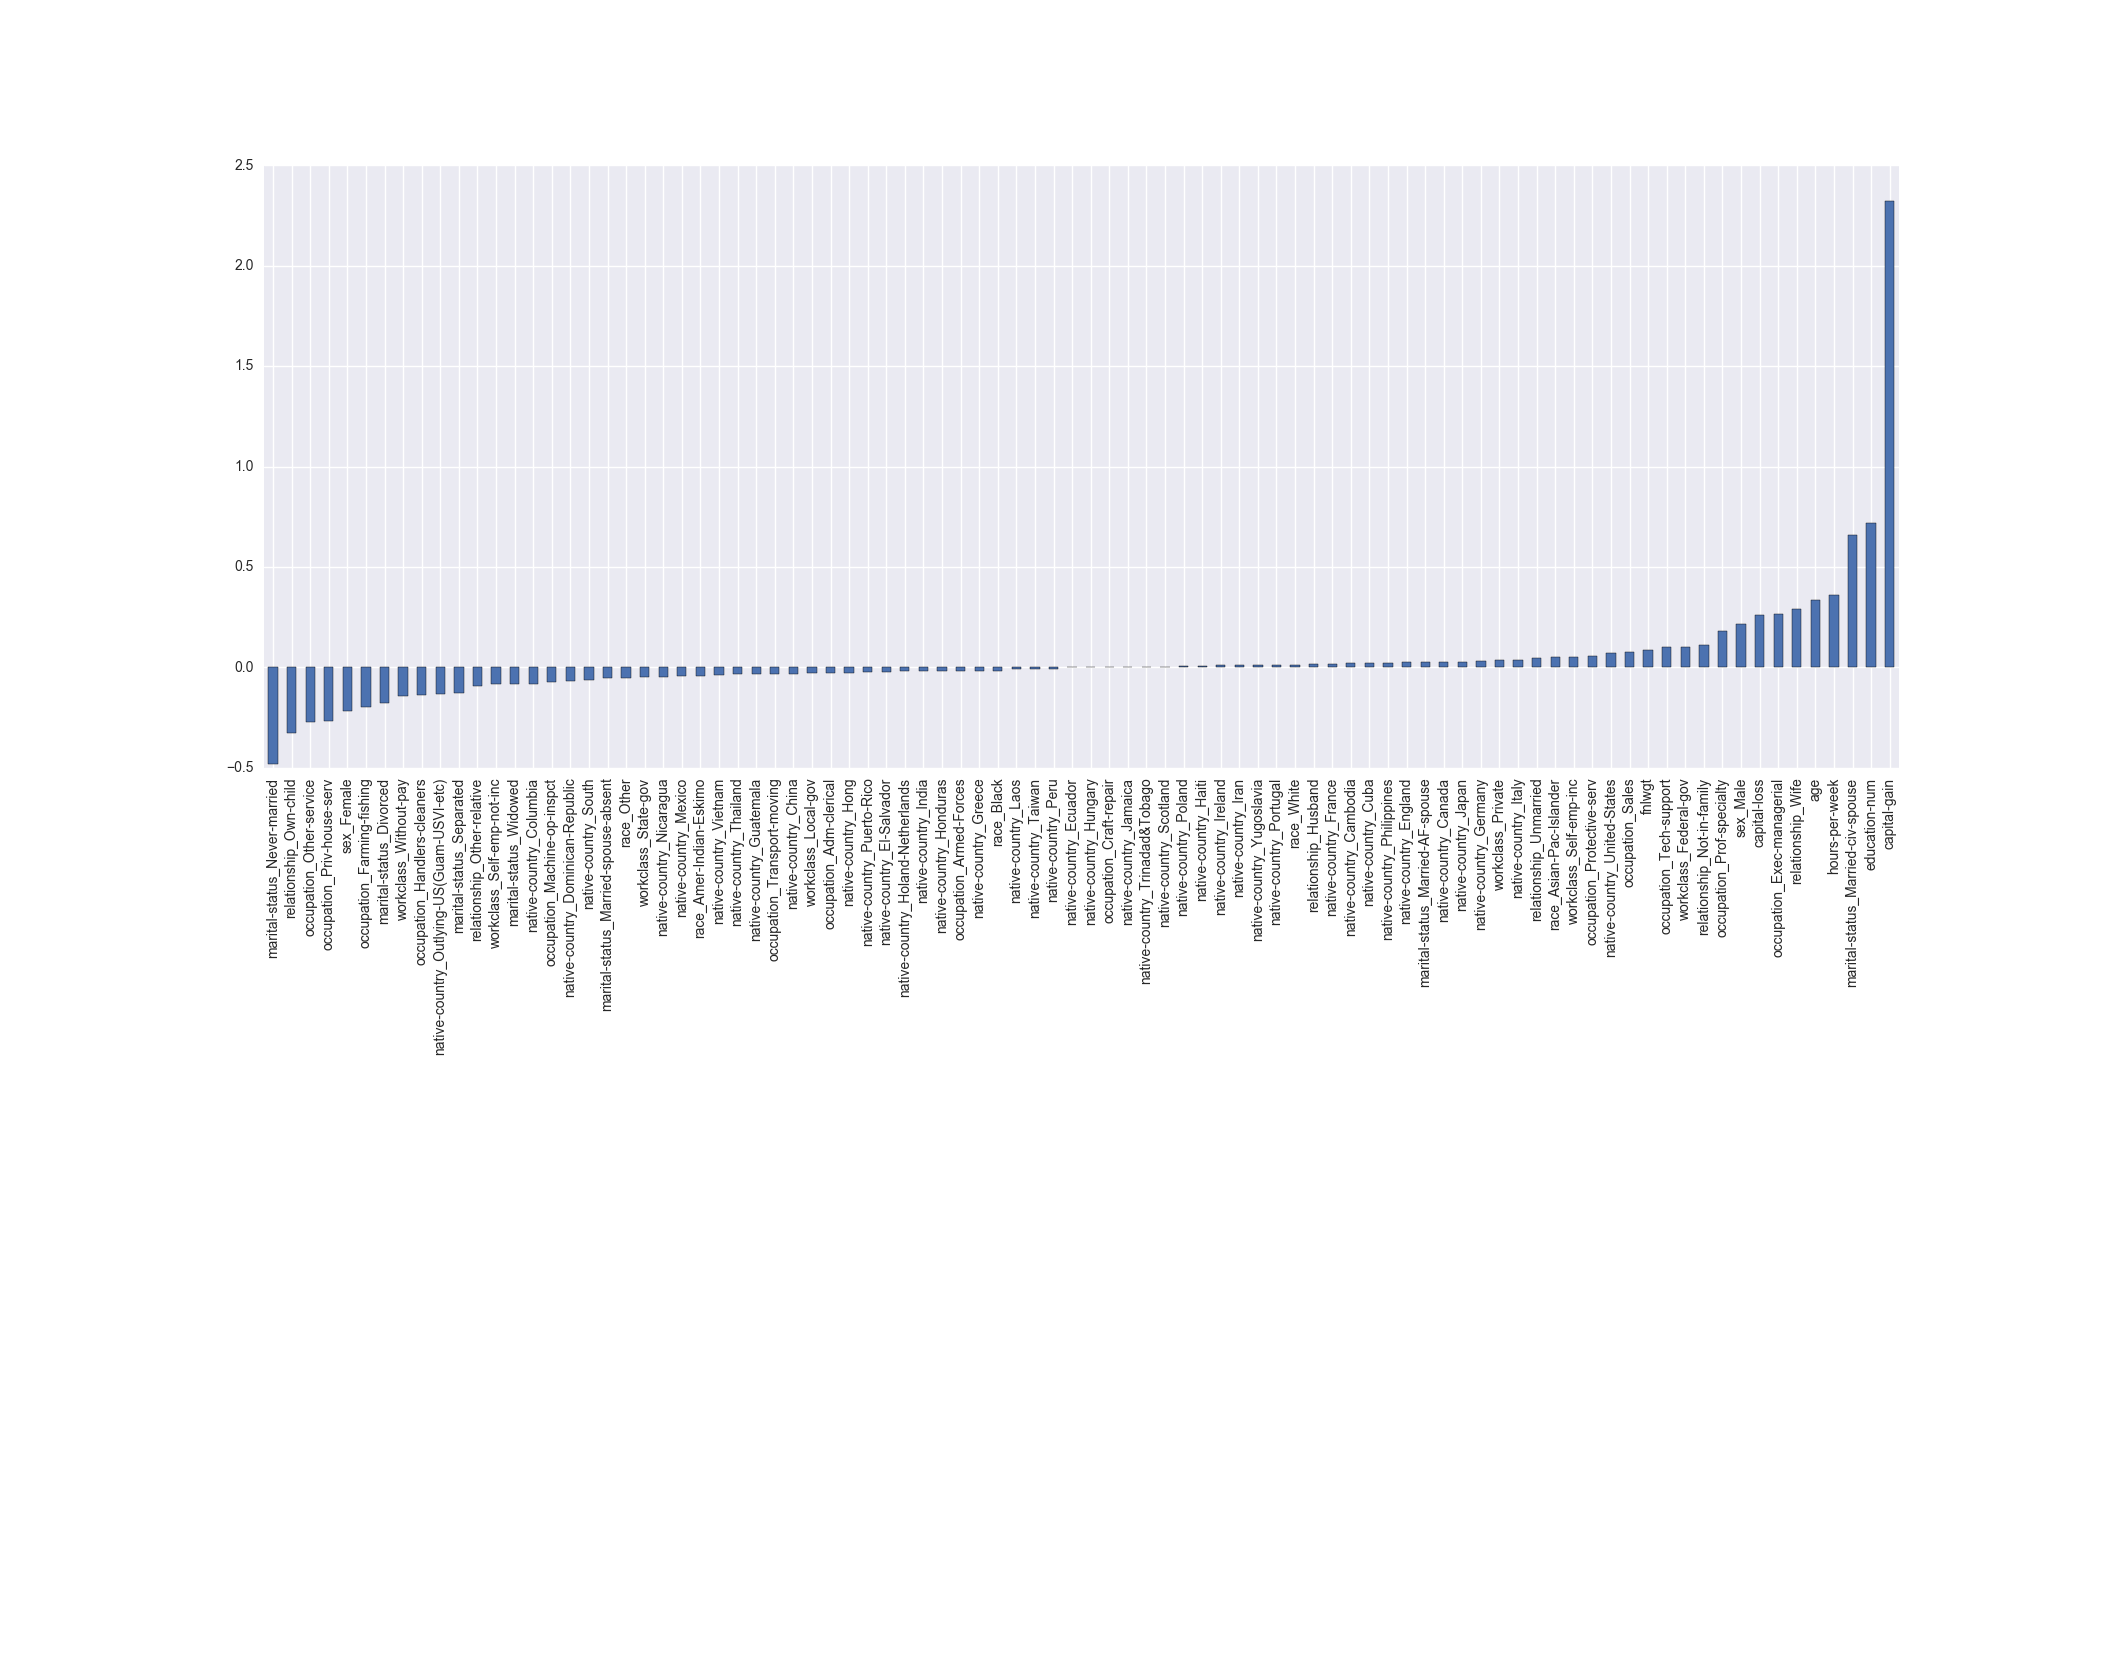 2.5
2.0
1.5
1.0
0.5
0.0
−0.5
marital-status_Never-married
relationship_Own-child
occupation_Other-service
occupation_Priv-house-serv
sex_Female
occupation_Farming-fishing
marital-status_Divorced
workclass_Without-pay
occupation_Handlers-cleaners
native-country_Outlying-US(Guam-USVI-etc)
marital-status_Separated
relationship_Other-relative
workclass_Self-emp-not-inc
marital-status_Widowed
native-country_Columbia
occupation_Machine-op-inspct
native-country_Dominican-Republic
native-country_South
marital-status_Married-spouse-absent
race_Other
workclass_State-gov
native-country_Nicaragua
native-country_Mexico
race_Amer-Indian-Eskimo
native-country_Vietnam
native-country_Thailand
native-country_Guatemala
occupation_Transport-moving
native-country_China
workclass_Local-gov
occupation_Adm-clerical
native-country_Hong
native-country_Puerto-Rico
native-country_El-Salvador
native-country_Holand-Netherlands
native-country_India
native-country_Honduras
occupation_Armed-Forces
native-country_Greece
race_Black
native-country_Laos
native-country_Taiwan
native-country_Peru
native-country_Ecuador
native-country_Hungary
occupation_Craft-repair
native-country_Jamaica
native-country_Trinadad&Tobago
native-country_Scotland
native-country_Poland
native-country_Haiti
native-country_Ireland
native-country_Iran
native-country_Yugoslavia
native-country_Portugal
race_White
relationship_Husband
native-country_France
native-country_Cambodia
native-country_Cuba
native-country_Philippines
native-country_England
marital-status_Married-AF-spouse
native-country_Canada
native-country_Japan
native-country_Germany
workclass_Private
native-country_Italy
relationship_Unmarried
race_Asian-Pac-Islander
workclass_Self-emp-inc
occupation_Protective-serv
native-country_United-States
occupation_Sales
fnlwgt
occupation_Tech-support
workclass_Federal-gov
relationship_Not-in-family
occupation_Prof-specialty
sex_Male
capital-loss
occupation_Exec-managerial
relationship_Wife
age
hours-per-week
marital-status_Married-civ-spouse
education-num
capital-gain